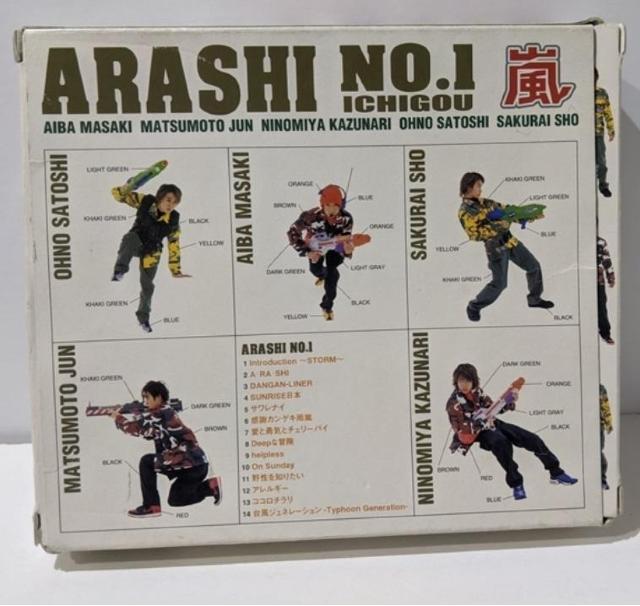 ARASHI NO.1 嵐
ICHIGOU
AIBA MASAKI MATSUMOTO JUN NINOMIYA KAZUNARI OHNO SATOSHI SAKURAI SHO
OHNO SATOSHI
LIGHT GREEN
KHAKI GREEN
BLACK
YELLOW
KHAKI GREEN
BLUE
AIBA MASAKI
ORANGE
BLUE
BROWN
ORANGE
DARK GREEN
LIGHT GRAY
BLACK
YELLOW
SAKURAI SHO
KHAKI GREEN
LIGHT GREEN
BLUE
YELLOW
KHAKI GREEN
BLACK
MATSUMOTO JUN
KHAKI GREEN
DARK GREEN
BROWN
BLACK
RED
ARASHI NO.1
1 Introduction ～STORM～
2 A・RA・SHI
3 DANGAN-LINER
4 SUNRISE日本
5 サワレナイ
6 感謝カンゲキ雨嵐
7 愛と勇気とチェリーパイ
8 Deepな冒険
9 helpless
10 On Sunday
11 野性を知りたい
12 アレルギー
13 ココロチラリ
14 台風ジェネレーション -Typhoon Generation-
NINOMIYA KAZUNARI
DARK GREEN
ORANGE
LIGHT GRAY
BLACK
BROWN
RED
BLUE